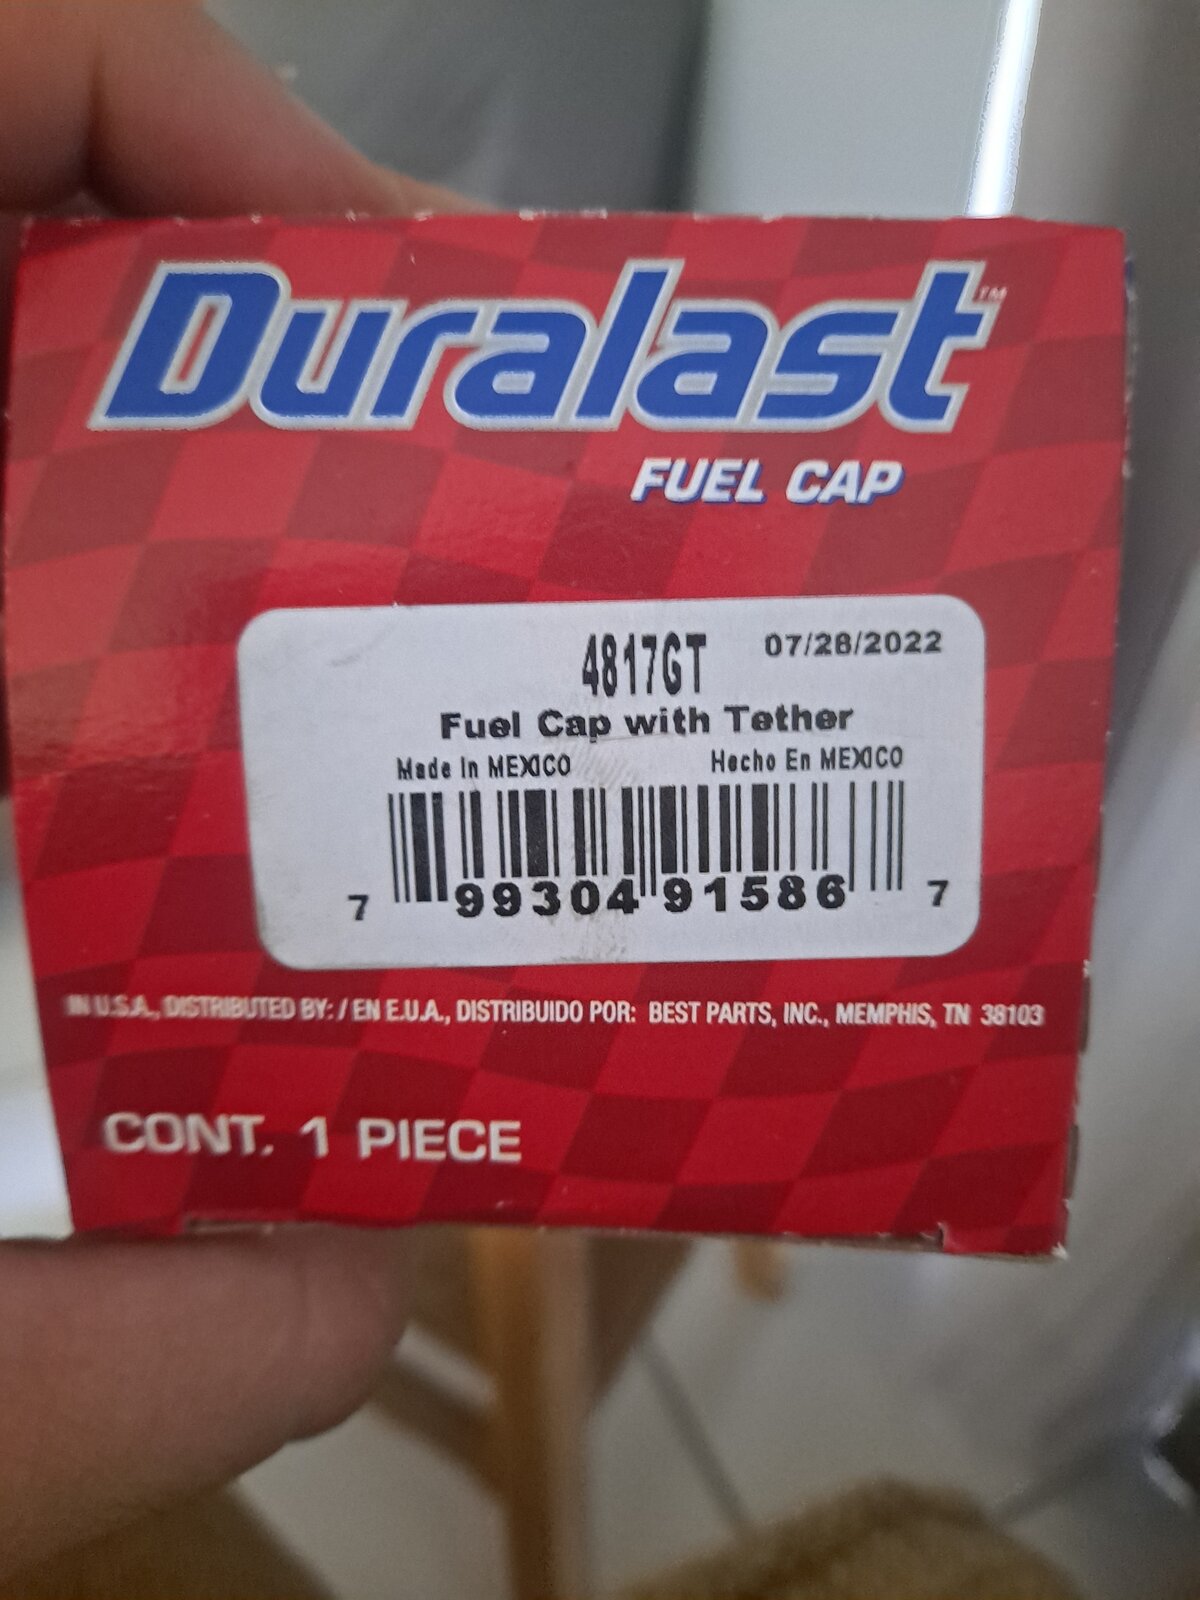 Duralast™
FUEL CAP
4817GT 07/28/2022
Fuel Cap with Tether
Made In MEXICO Hecho En MEXICO
7 99304 91586 7
IN U.S.A., DISTRIBUTED BY: / EN E.U.A., DISTRIBUIDO POR: BEST PARTS, INC., MEMPHIS, TN 38103
CONT. 1 PIECE